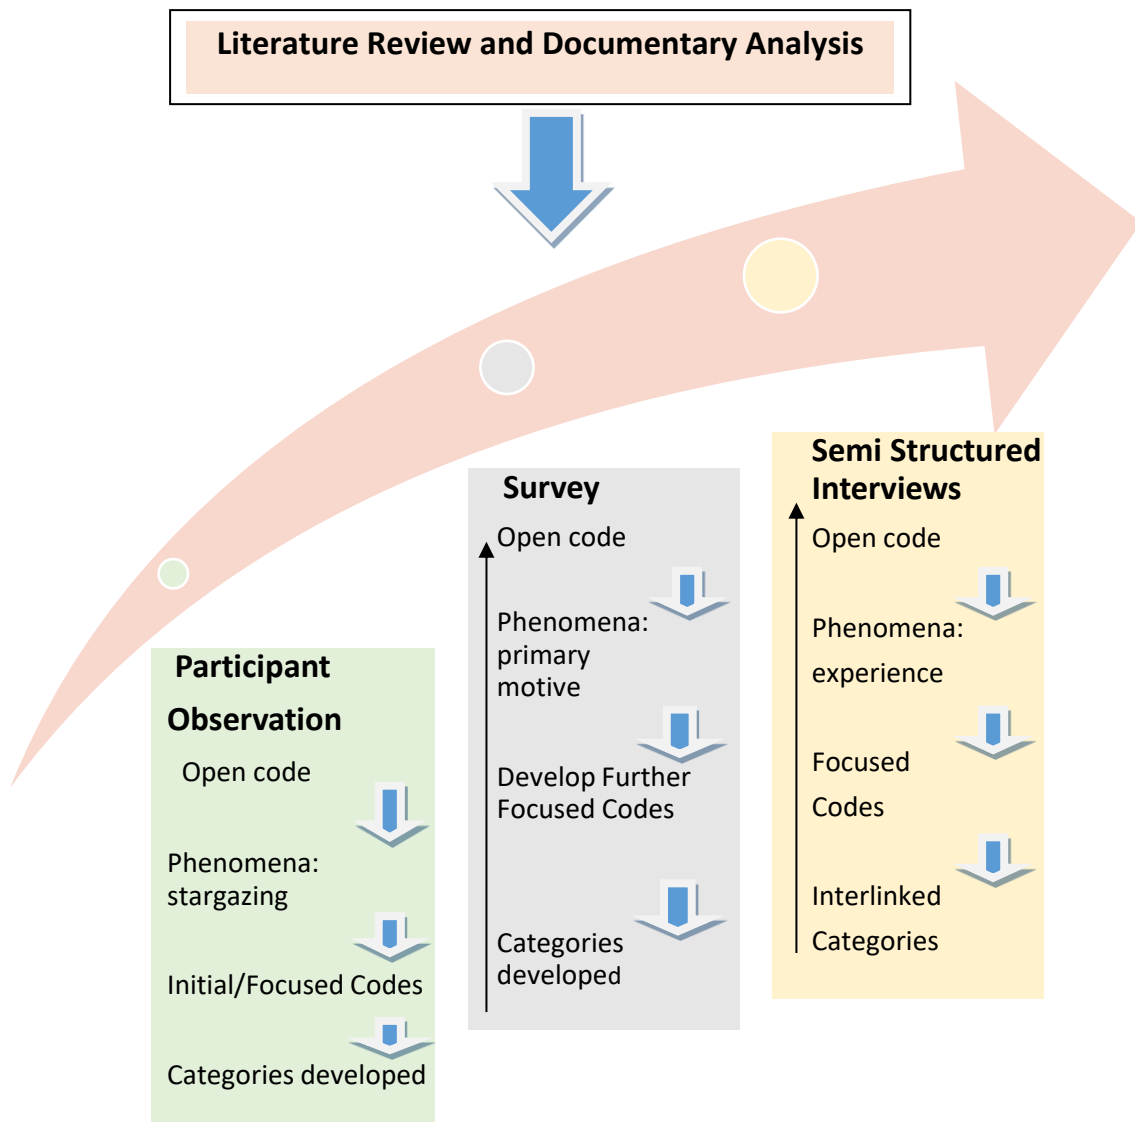 Literature Review and Documentary Analysis
Participant
Observation
Open code
Phenomena:
stargazing
Initial/Focused Codes
Categories developed
Survey
Open code
Phenomena:
primary
motive
Develop Further
Focused Codes
Categories
developed
Semi Structured
Interviews
Open code
Phenomena:
experience
Focused
Codes
Interlinked
Categories